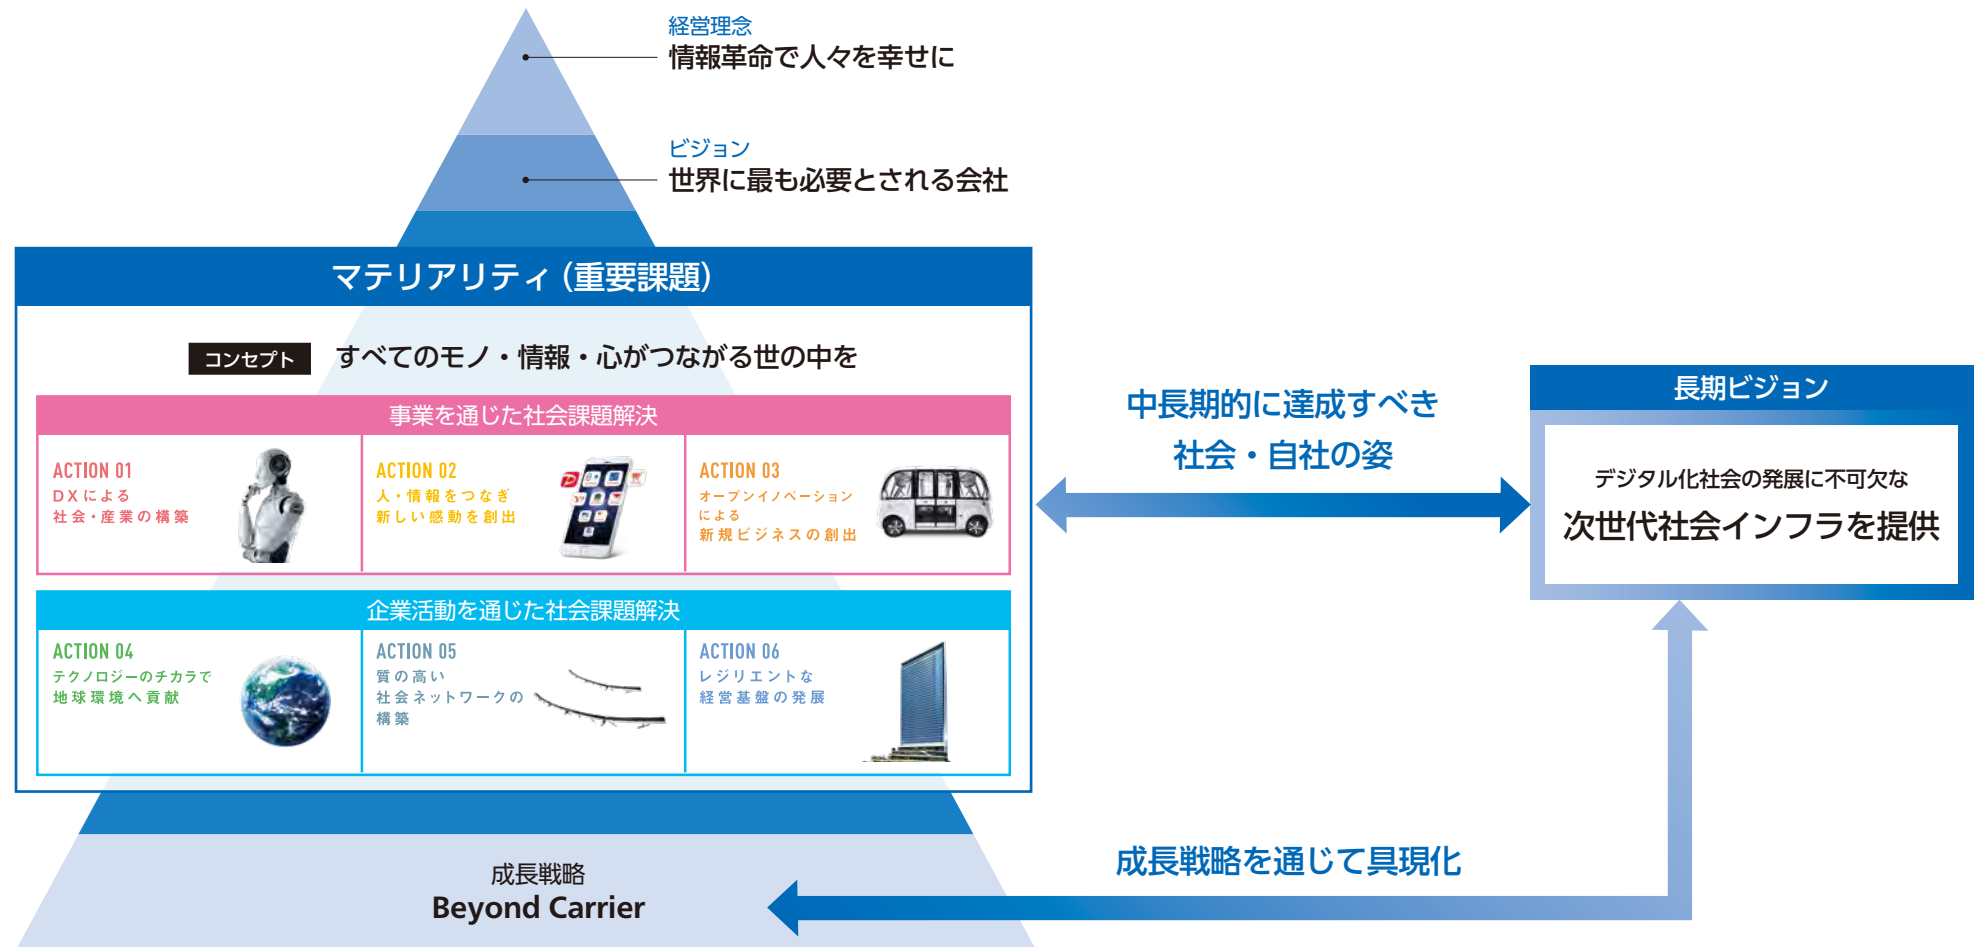 経営理念
情報革命で人々を幸せに
ビジョン
世界に最も必要とされる会社
マテリアリティ（重要課題）
コンセプト
すべてのモノ・情報・心がつながる世の中を
事業を通じた社会課題解決
ACTION 01
DXによる
社会・産業の構築
ACTION 02
人・情報をつなぎ
新しい感動を創出
ACTION 03
オープンイノベーション
による
新規ビジネスの創出
企業活動を通じた社会課題解決
ACTION 04
テクノロジーのチカラで
地球環境へ貢献
ACTION 05
質の高い
社会ネットワークの
構築
ACTION 06
レジリエントな
経営基盤の発展
成長戦略
Beyond Carrier
中長期的に達成すべき
社会・自社の姿
長期ビジョン
デジタル化社会の発展に不可欠な
次世代社会インフラを提供
成長戦略を通じて具現化